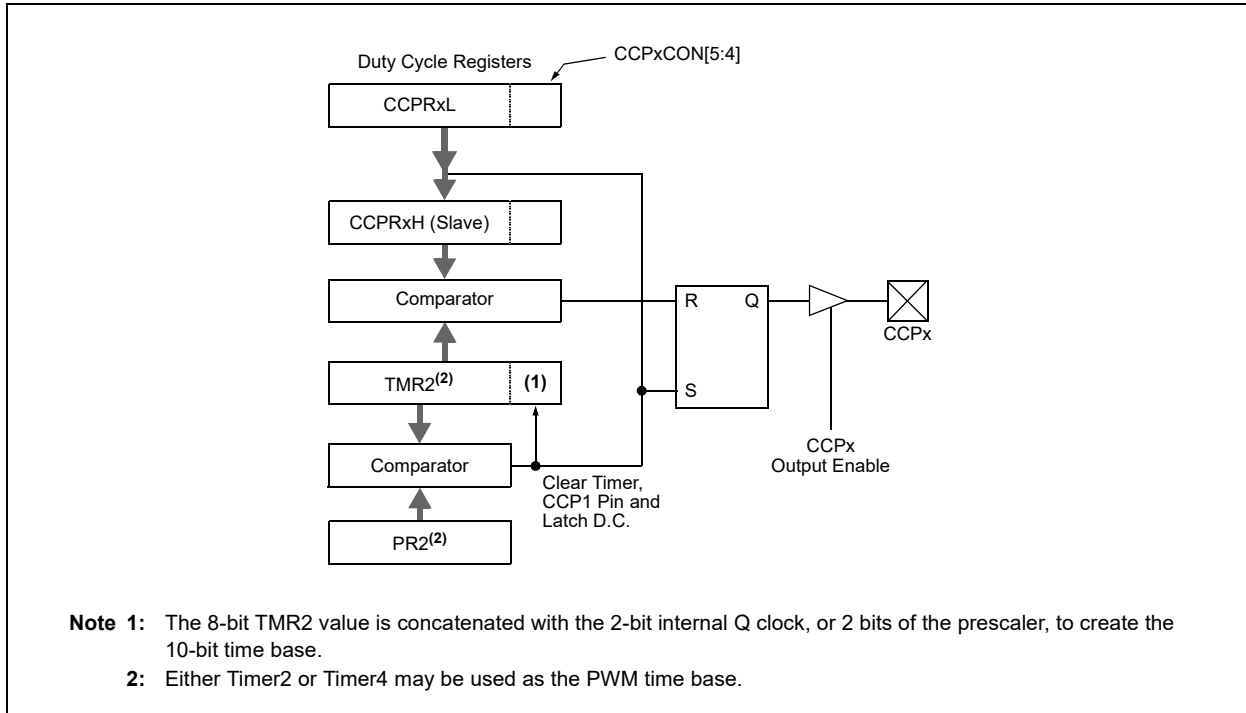 Duty Cycle Registers
CCPxCON[5:4]
CCPRxL
CCPRxH (Slave)
Comparator
R Q
CCPx
TMR2(2)
(1)
S
Comparator
CCPx
Output Enable
Clear Timer,
CCP1 Pin and
Latch D.C.
PR2(2)
Note 1: The 8-bit TMR2 value is concatenated with the 2-bit internal Q clock, or 2 bits of the prescaler, to create the
10-bit time base.
2: Either Timer2 or Timer4 may be used as the PWM time base.